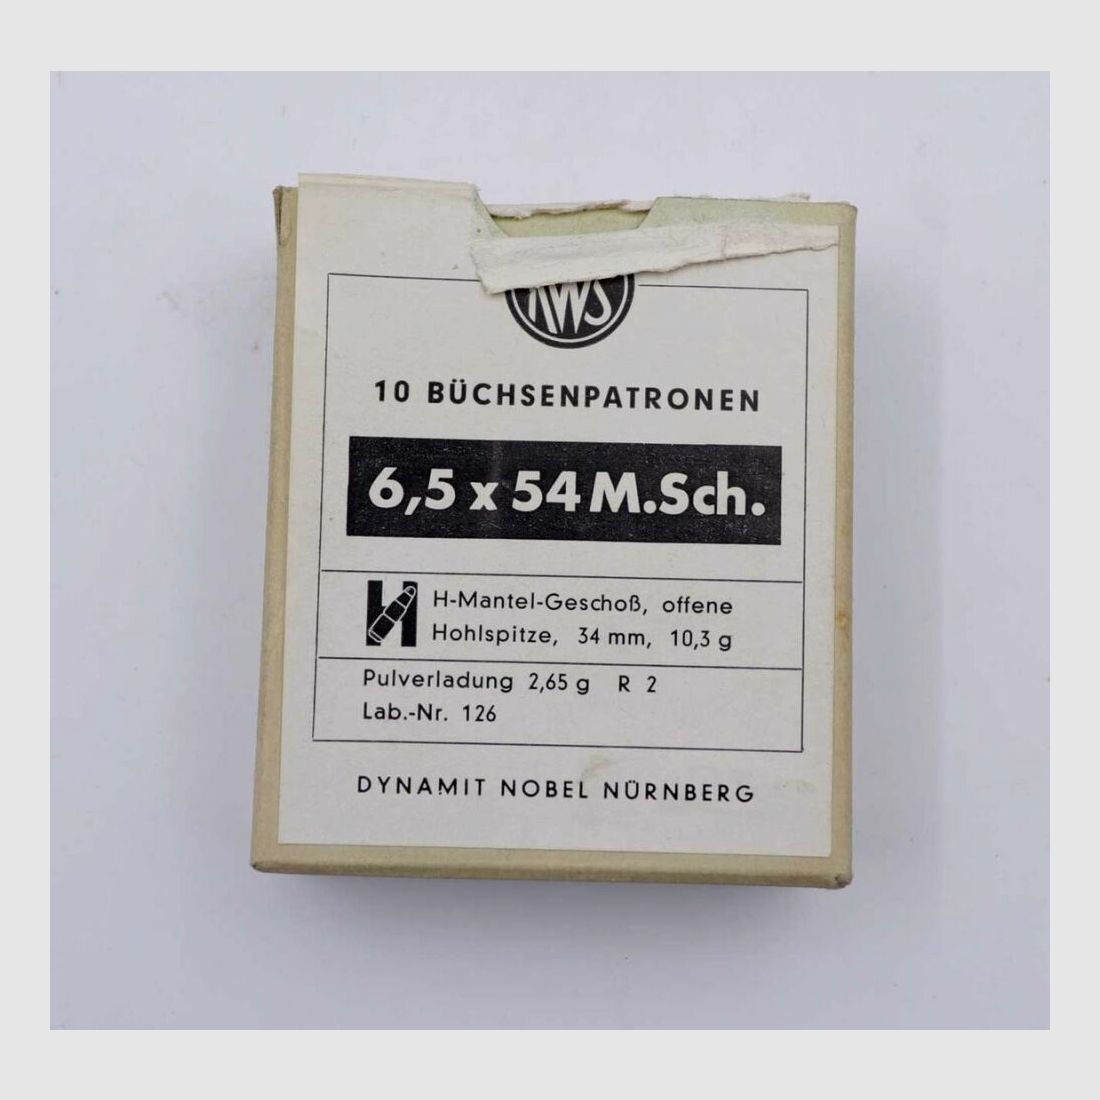 RWS
10 BÜCHSENPATRONEN
6,5 x 54 M.Sch.
H
H-Mantel-Geschoß, offene
Hohlspitze, 34 mm, 10,3 g
Pulverladung 2,65 g R 2
Lab.-Nr. 126
DYNAMIT NOBEL NÜRNBERG